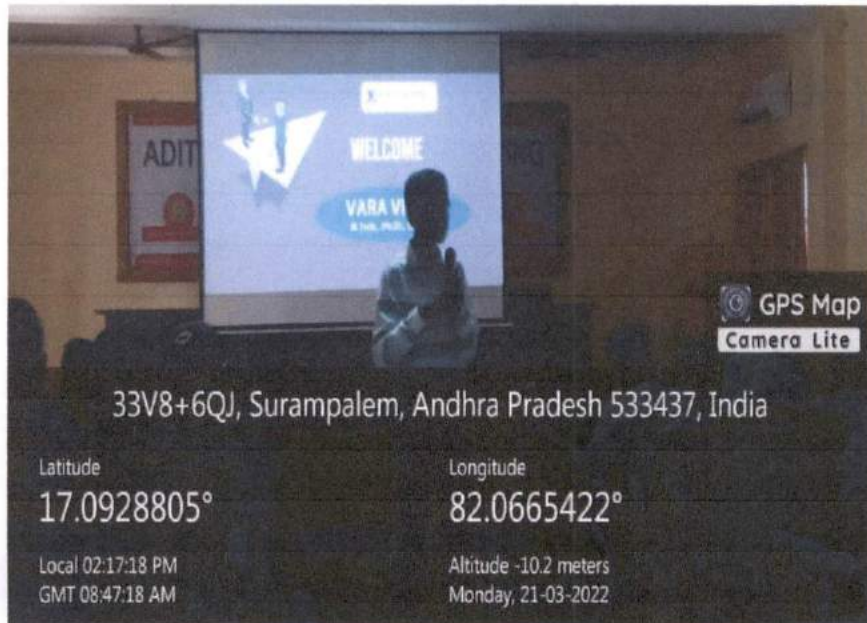 ADIT
WELCOME
VARA
GPS Map
Camera Lite
33V8+6QJ, Surampalem, Andhra Pradesh 533437, India
Latitude
17.0928805°
Longitude
82.0665422°
Local 02:17:18 PM
GMT 08:47:18 AM
Altitude -10.2 meters
Monday, 21-03-2022